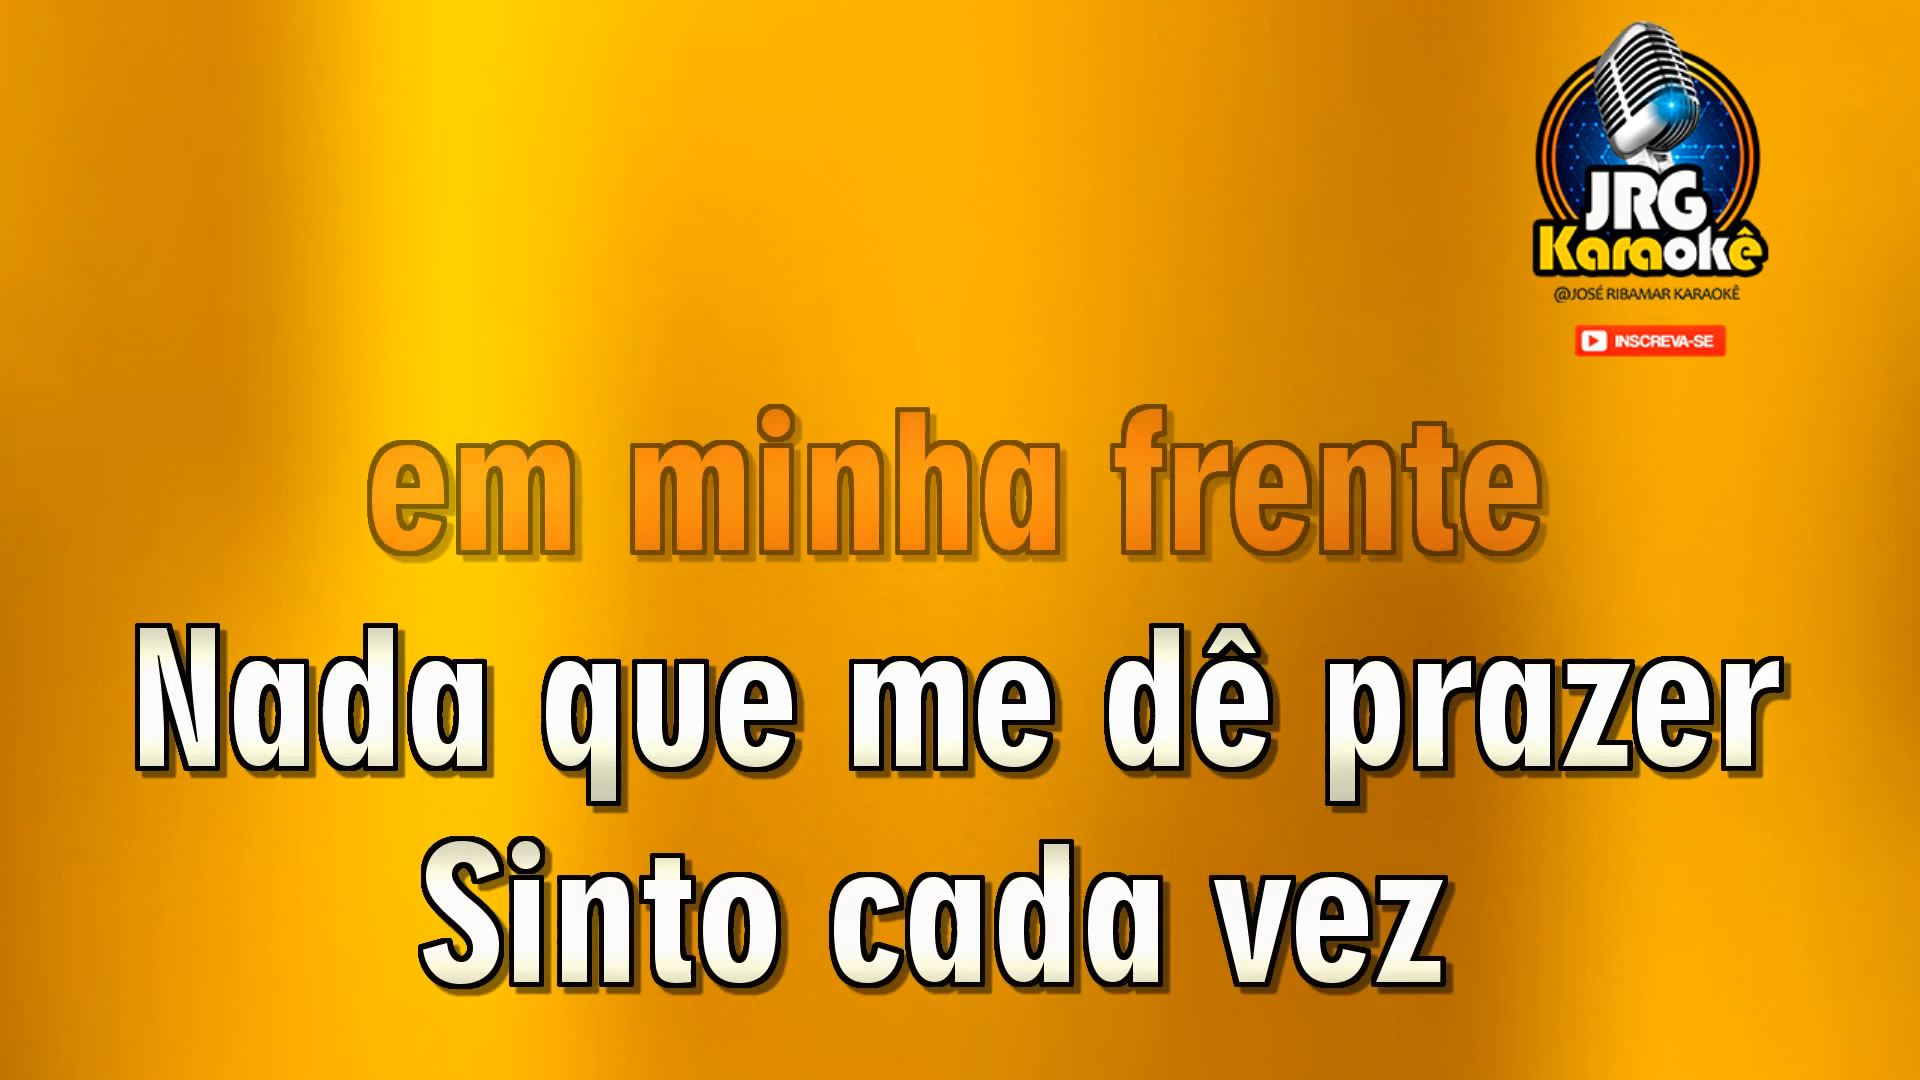 JRG
Karaokê
@JOSÉ RIBAMAR KARAOKÊ
INSCREVA-SE
em minha frente
Nada que me dê prazer
Sinto cada vez